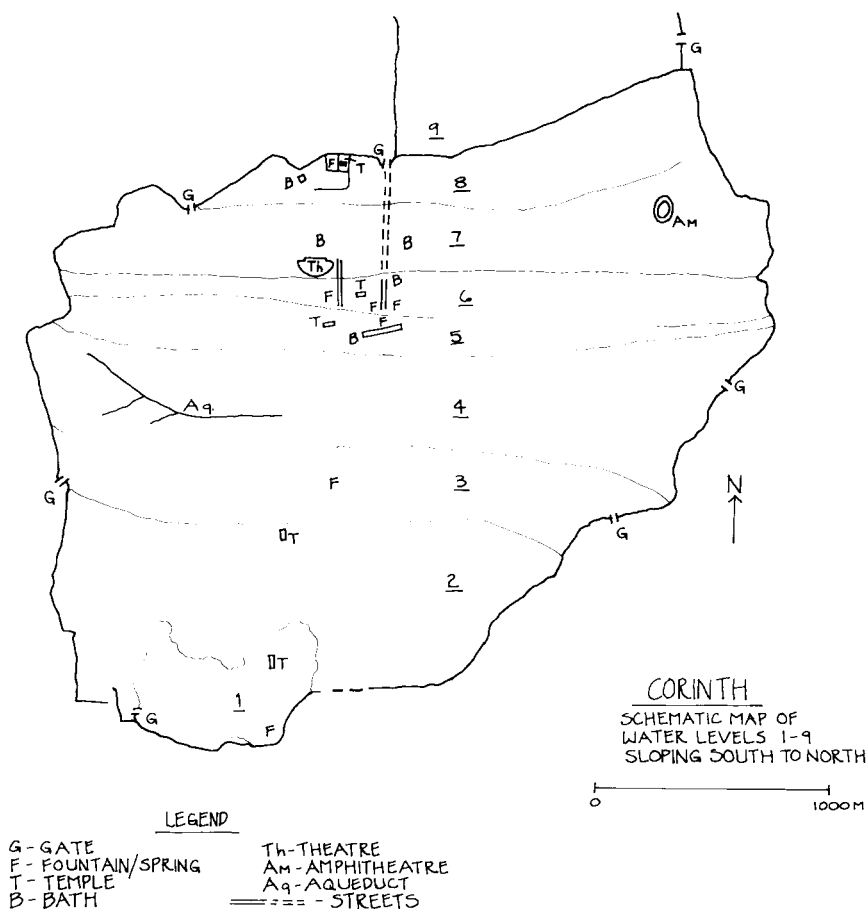 G
9
G
F
T
B
8
G
Am
B
B
7
Th
T
B
F
F
F
6
F
T
B
5
G
Aq.
4
G
F
3
N
G
T
2
T
1
G
F
CORINTH
SCHEMATIC MAP OF
WATER LEVELS 1-9
SLOPING SOUTH TO NORTH
0
1000M
LEGEND
G - GATE
F - FOUNTAIN/SPRING
T - TEMPLE
B - BATH
Th - THEATRE
Am - AMPHITHEATRE
Aq - AQUEDUCT
- STREETS